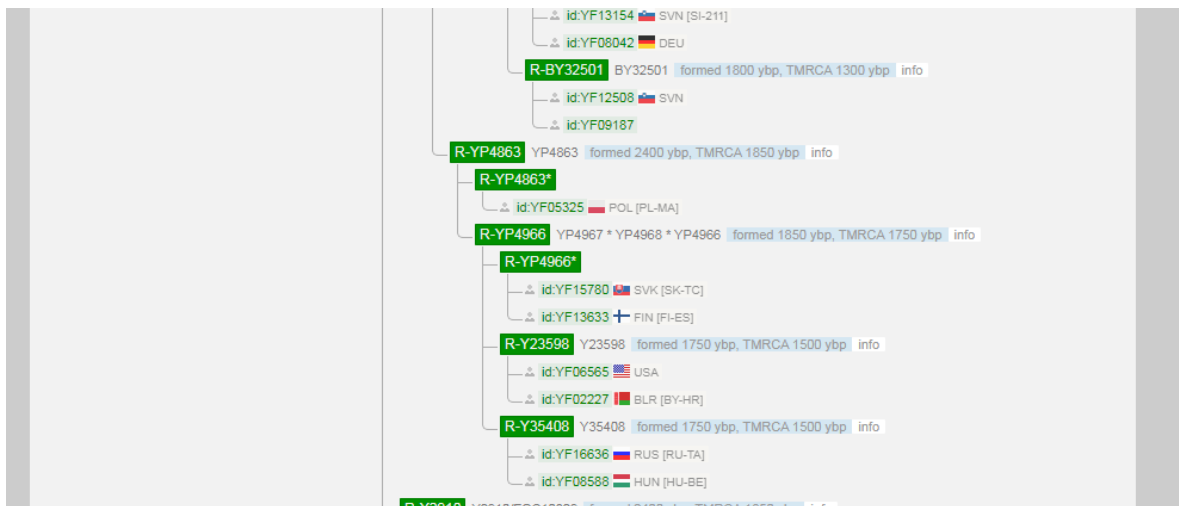 id:YF13154 SVN [SI-211]
id:YF08042 DEU
R-BY32501 BY32501 formed 1800 ybp, TMRCA 1300 ybp info
id:YF12508 SVN
id:YF09187
R-YP4863 YP4863 formed 2400 ybp, TMRCA 1850 ybp info
R-YP4863*
id:YF05325 POL [PL-MA]
R-YP4966 YP4967 * YP4968 * YP4966 formed 1850 ybp, TMRCA 1750 ybp info
R-YP4966*
id:YF15780 SVK [SK-TC]
id:YF13633 FIN [FI-ES]
R-Y23598 Y23598 formed 1750 ybp, TMRCA 1500 ybp info
id:YF06565 USA
id:YF02227 BLR [BY-HR]
R-Y35408 Y35408 formed 1750 ybp, TMRCA 1500 ybp info
id:YF16636 RUS [RU-TA]
id:YF08588 HUN [HU-BE]